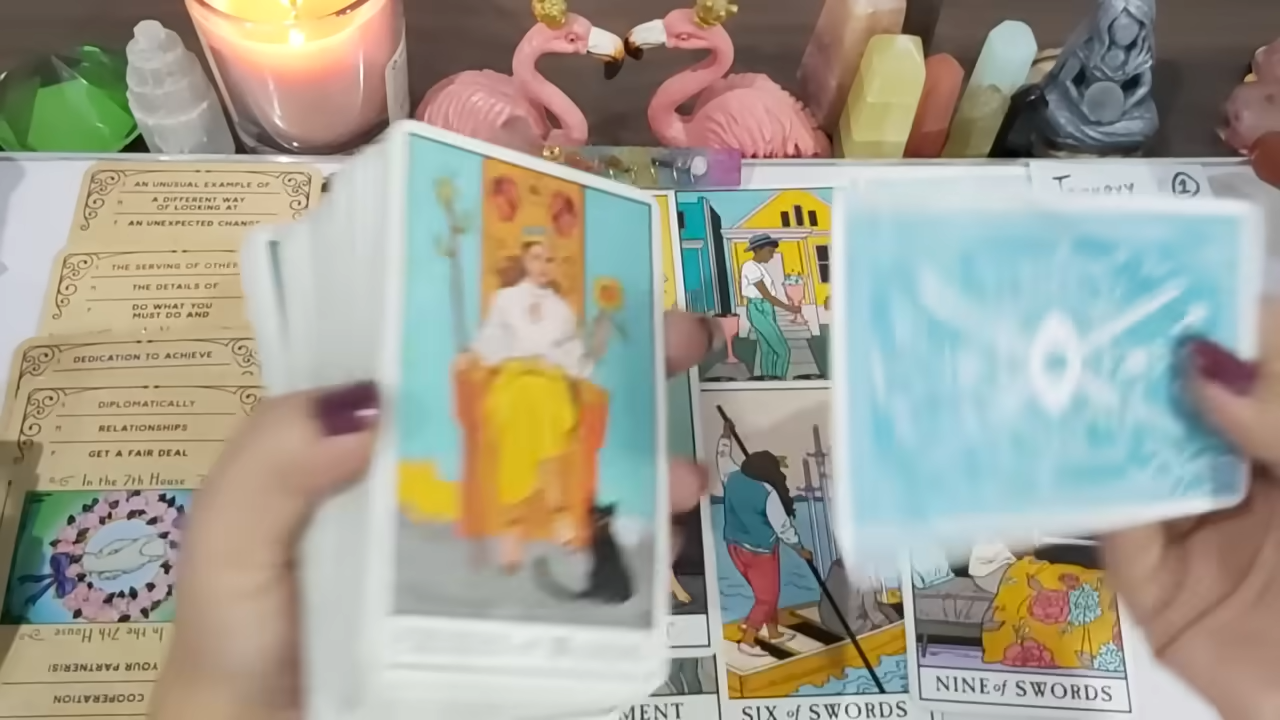 AN UNUSUAL EXAMPLE OF
A DIFFERENT WAY
OF LOOKING AT
AN UNEXPECTED
THE SERVING OF
THE DETAILS OF
DO WHAT YOU
MUST DO AND
DEDICATION TO ACHIEVE
DIPLOMATICALLY
RELATIONSHIPS
GET A FAIR DEAL
In the 7th House
In the 7th House
YOUR PARTNER(S)
COOPERATION
1
MENT
SIX of SWORDS
NINE of SWORDS